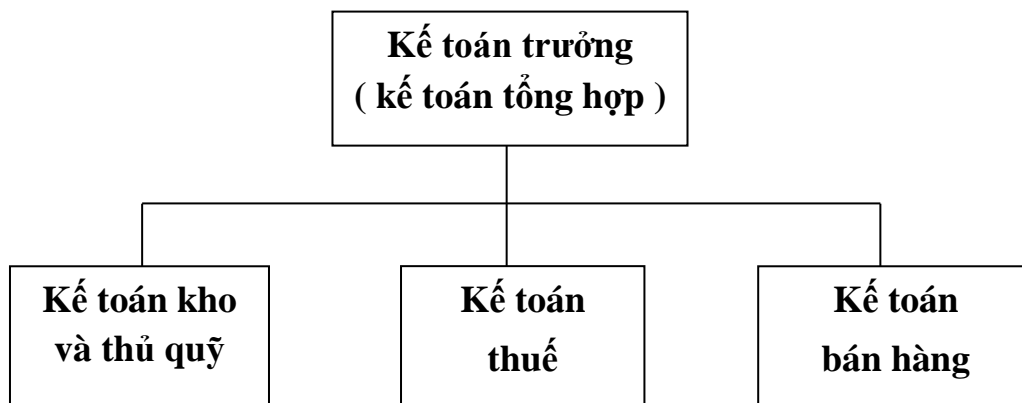 Kế toán trưởng
( kế toán tổng hợp )
Kế toán kho
và thủ quỹ
Kế toán
thuế
Kế toán
bán hàng